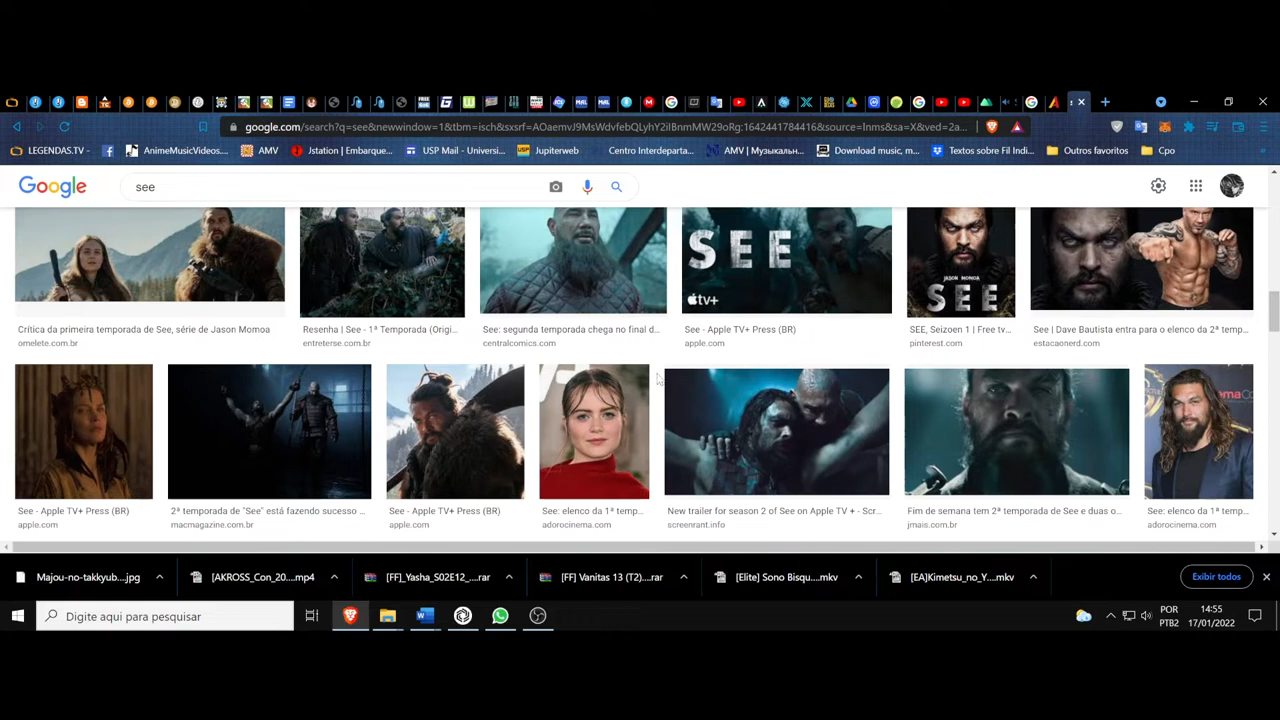 google.com/search?q=see&newwindow=1&tbm=isch&sxsrf=AOaemvJ9MsWdvfebQLyhY2iIBnmMW29oRg:1642441784416&source=lnms&sa=X&ved=2a...
LEGENDAS.TV -
AnimeMusicVideos...
AMV
Jstation | Embarque...
USP Mail - Universi...
Jupiterweb
Centro Interdeparta...
AMV | Музыкальн...
Download music, m...
Textos sobre Fil Indi...
Outros favoritos
Cpo
Google
see
SEE
tv+
JASON MOMOA
SEE
Crítica da primeira temporada de See, série de Jason Momoa
omelete.com.br
Resenha | See - 1ª Temporada (Origi...
entreterse.com.br
See: segunda temporada chega no final d...
centralcomics.com
See - Apple TV+ Press (BR)
apple.com
SEE, Seizoen 1 | Free tv...
pinterest.com
See | Dave Bautista entra para o elenco da 2ª temp...
estacaonerd.com
See - Apple TV+ Press (BR)
apple.com
2ª temporada de "See" está fazendo sucesso ...
macmagazine.com.br
See - Apple TV+ Press (BR)
apple.com
See: elenco da 1ª temp...
adorocinema.com
New trailer for season 2 of See on Apple TV + - Scr...
screenrant.info
Fim de semana tem 2ª temporada de See e duas o...
jmais.com.br
See: elenco da 1ª temp...
adorocinema.com
Majou-no-takkyub....jpg
[AKROSS_Con_20....mp4
[FF]_Yasha_S02E12_....rar
[FF] Vanitas 13 (T2)....rar
[Elite] Sono Bisqu....mkv
[EA]Kimetsu_no_Y....mkv
Exibir todos
Digite aqui para pesquisar
POR
PTB2
14:55
17/01/2022